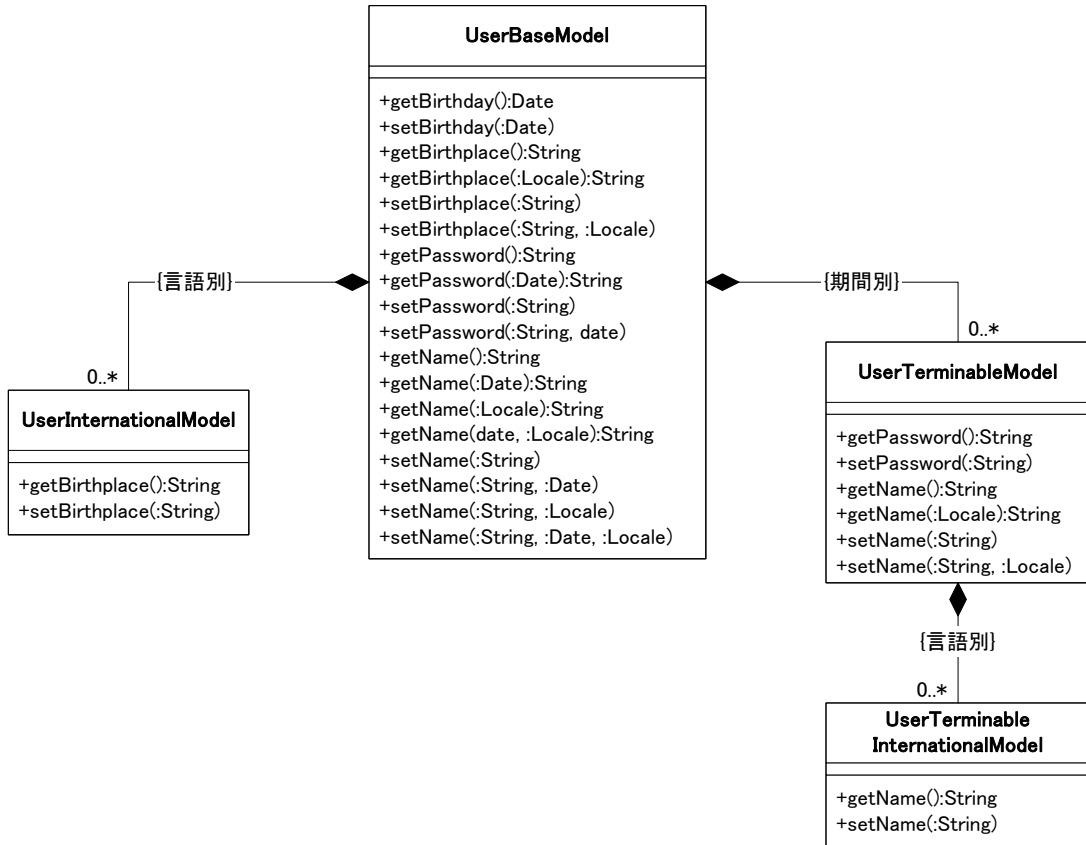 UserBaseModel
+getBirthday():Date
+setBirthday(:Date)
+getBirthplace():String
+getBirthplace(:Locale):String
+setBirthplace(:String)
+setBirthplace(:String, :Locale)
+getPassword():String
+getPassword(:Date):String
+setPassword(:String)
+setPassword(:String, date)
+getName():String
+getName(:Date):String
+getName(:Locale):String
+getName(date, :Locale):String
+setName(:String)
+setName(:String, :Date)
+setName(:String, :Locale)
+setName(:String, :Date, :Locale)
{言語別}
0..*
UserInternationalModel
+getBirthplace():String
+setBirthplace(:String)
{期間別}
0..*
UserTerminableModel
+getPassword():String
+setPassword(:String)
+getName():String
+getName(:Locale):String
+setName(:String)
+setName(:String, :Locale)
{言語別}
0..*
UserTerminable
InternationalModel
+getName():String
+setName(:String)